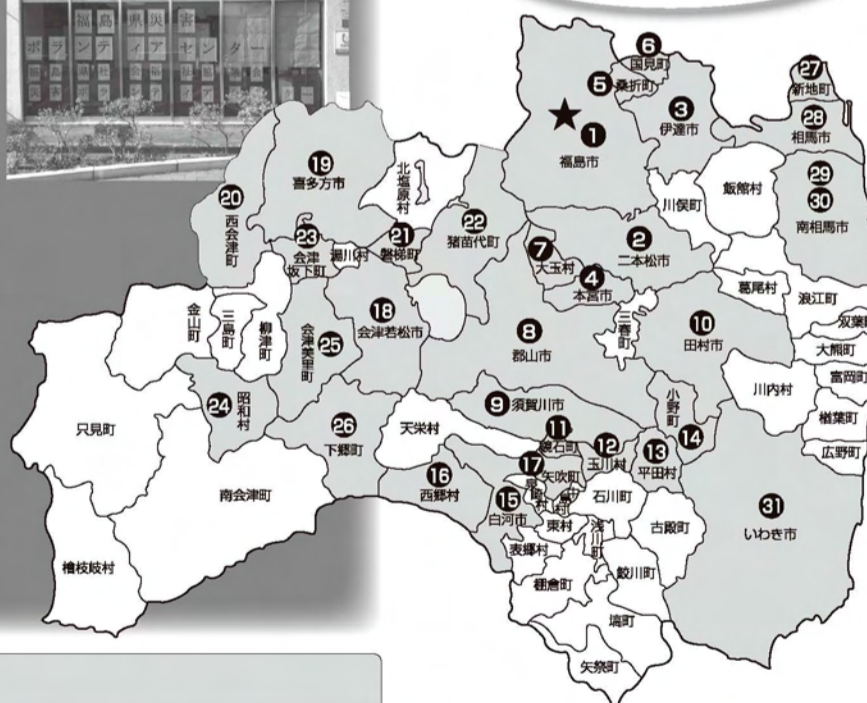 福島県災害
ボランティアセンター
6
国見町
5
桑折町
3
伊達市
★
1
福島市
27
新地町
28
相馬市
29
30
南相馬市
飯館村
川俣町
19
喜多方市
北塩原村
20
西会津町
23
会津
坂下町
湯川村
21
磐梯町
22
猪苗代町
7
大玉村
2
二本松市
4
本宮市
葛尾村
浪江町
双葉町
大熊町
富岡町
楢葉町
広野町
川内村
10
田村市
三春町
8
郡山市
18
会津若松市
25
会津美里町
柳津町
三島町
金山町
24
昭和村
只見町
26
下郷町
南会津町
檜枝岐村
天栄村
9
須賀川市
11
鏡石町
12
玉川村
小野町
14
13
平田村
16
西郷村
17
矢吹町
15
白河市
石川町
東村
浅川町
古殿町
表郷村
棚倉町
鮫川町
塙町
矢祭町
31
いわき市